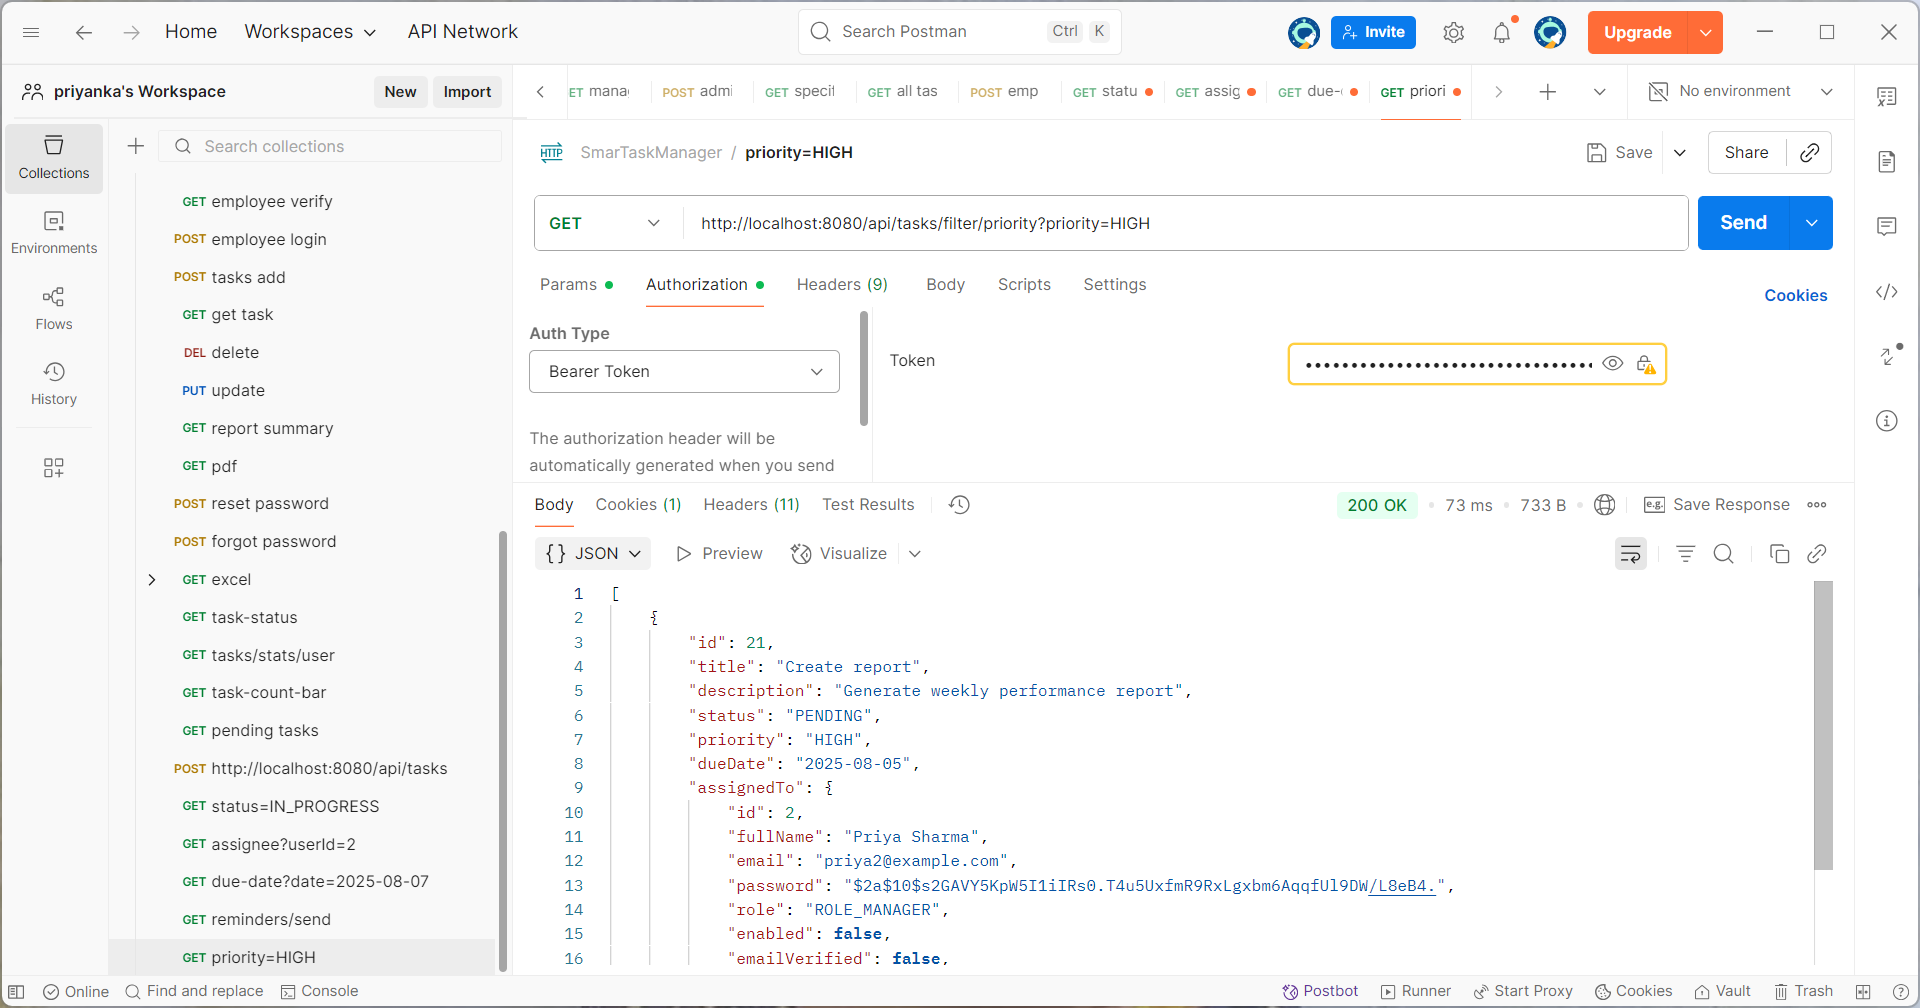 Home
Workspaces
API Network
Search Postman
Ctrl K
Invite
Upgrade
priyanka's Workspace
New
Import
ET mana
POST admi
GET specif
GET all tas
POST emp
GET statu
GET assig
GET due-
GET priori
No environment
Collections
Environments
Flows
History
Search collections
GET employee verify
POST employee login
POST tasks add
GET get task
DEL delete
PUT update
GET report summary
GET pdf
POST reset password
POST forgot password
GET excel
GET task-status
GET tasks/stats/user
GET task-count-bar
GET pending tasks
POST http://localhost:8080/api/tasks
GET status=IN_PROGRESS
GET assignee?userId=2
GET due-date?date=2025-08-07
GET reminders/send
GET priority=HIGH
HTTP SmarTaskManager / priority=HIGH
Save
Share
GET http://localhost:8080/api/tasks/filter/priority?priority=HIGH
Send
Params Authorization Headers (9) Body Scripts Settings
Cookies
Auth Type
Bearer Token
The authorization header will be
automatically generated when you send
Token
Body Cookies (1) Headers (11) Test Results
200 OK 73 ms 733 B
e.g. Save Response
{} JSON Preview Visualize
1 [
2 {
3 "id": 21,
4 "title": "Create report",
5 "description": "Generate weekly performance report",
6 "status": "PENDING",
7 "priority": "HIGH",
8 "dueDate": "2025-08-05",
9 "assignedTo": {
10 "id": 2,
11 "fullName": "Priya Sharma",
12 "email": "priya2@example.com",
13 "password": "$2a$10$s2GAVY5KpW5I1iIRs0.T4u5UxfmR9RxLgxbm6AqqfUl9DW/L8eB4.",
14 "role": "ROLE_MANAGER",
15 "enabled": false,
16 "emailVerified": false,
Online
Find and replace
Console
Postbot
Runner
Start Proxy
Cookies
Vault
Trash